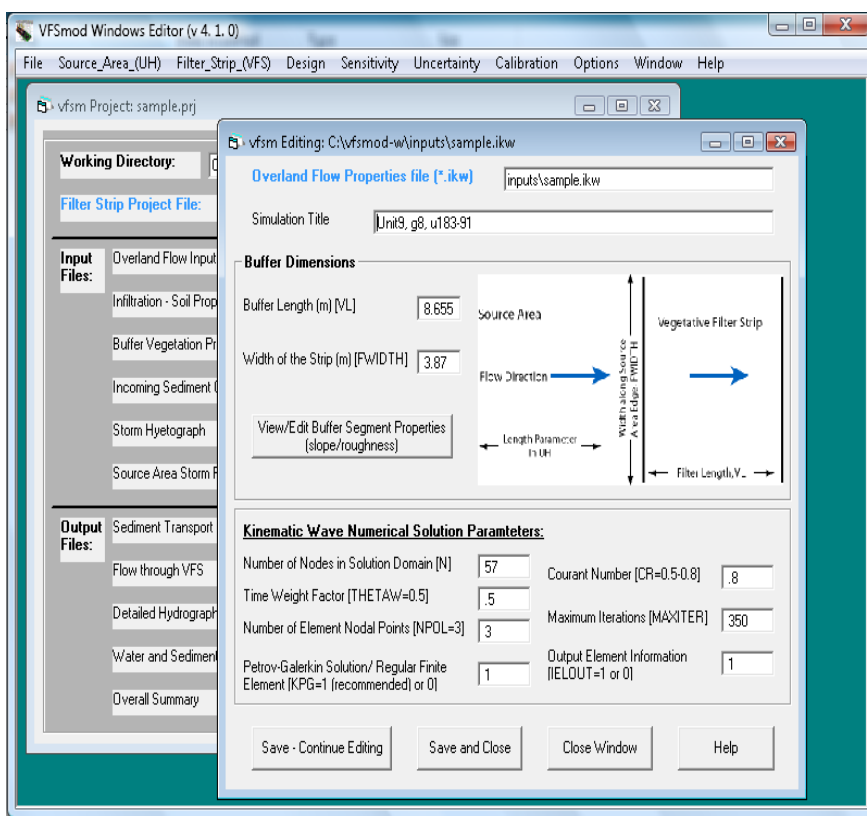 VFSmod Windows Editor (v 4. 1. 0)
File Source_Area_(UH) Filter_Strip_(VFS) Design Sensitivity Uncertainty Calibration Options Window Help
vfsm Project: sample.prj
Working Directory:
Filter Strip Project File:
Input
Files:
Overland Flow Input
Infiltration - Soil Prop
Buffer Vegetation Pr
Incoming Sediment
Storm Hyetograph
Source Area Storm
Output
Files:
Sediment Transport
Flow through VFS
Detailed Hydrograph
Water and Sediment
Overall Summary
vfsm Editing: C:\vfsmod-w\inputs\sample.ikw
Overland Flow Properties file (*.ikw) inputs\sample.ikw
Simulation Title Unit9, g8, u183-91
Buffer Dimensions
Buffer Length (m) [VL] 8.655
Width of the Strip (m) [FWIDTH] 3.87
View/Edit Buffer Segment Properties
(slope/roughness)
Source Area
Flow Direction
Length Parameter
in UH
Width along Source
Area Edge, FWIDTH
Vegetative Filter Strip
Filter Length, VL
Kinematic Wave Numerical Solution Paramteters:
Number of Nodes in Solution Domain [N] 57
Time Weight Factor [THETAW=0.5] .5
Number of Element Nodal Points [NPOL=3] 3
Petrov-Galerkin Solution/ Regular Finite
Element [KPG=1 (recommended) or 0] 1
Courant Number [CR=0.5-0.8] .8
Maximum Iterations [MAXITER] 350
Output Element Information
[IELOUT=1 or 0] 1
Save - Continue Editing Save and Close Close Window Help